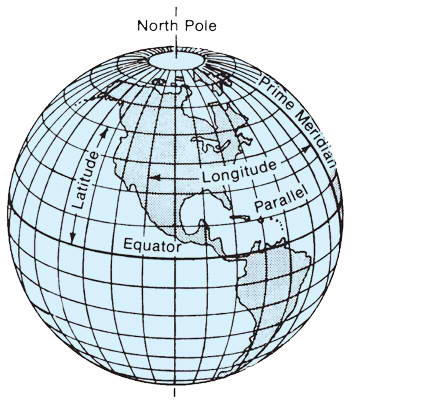 North Pole
Prime Meridian
Latitude
Longitude
Parallel
Equator